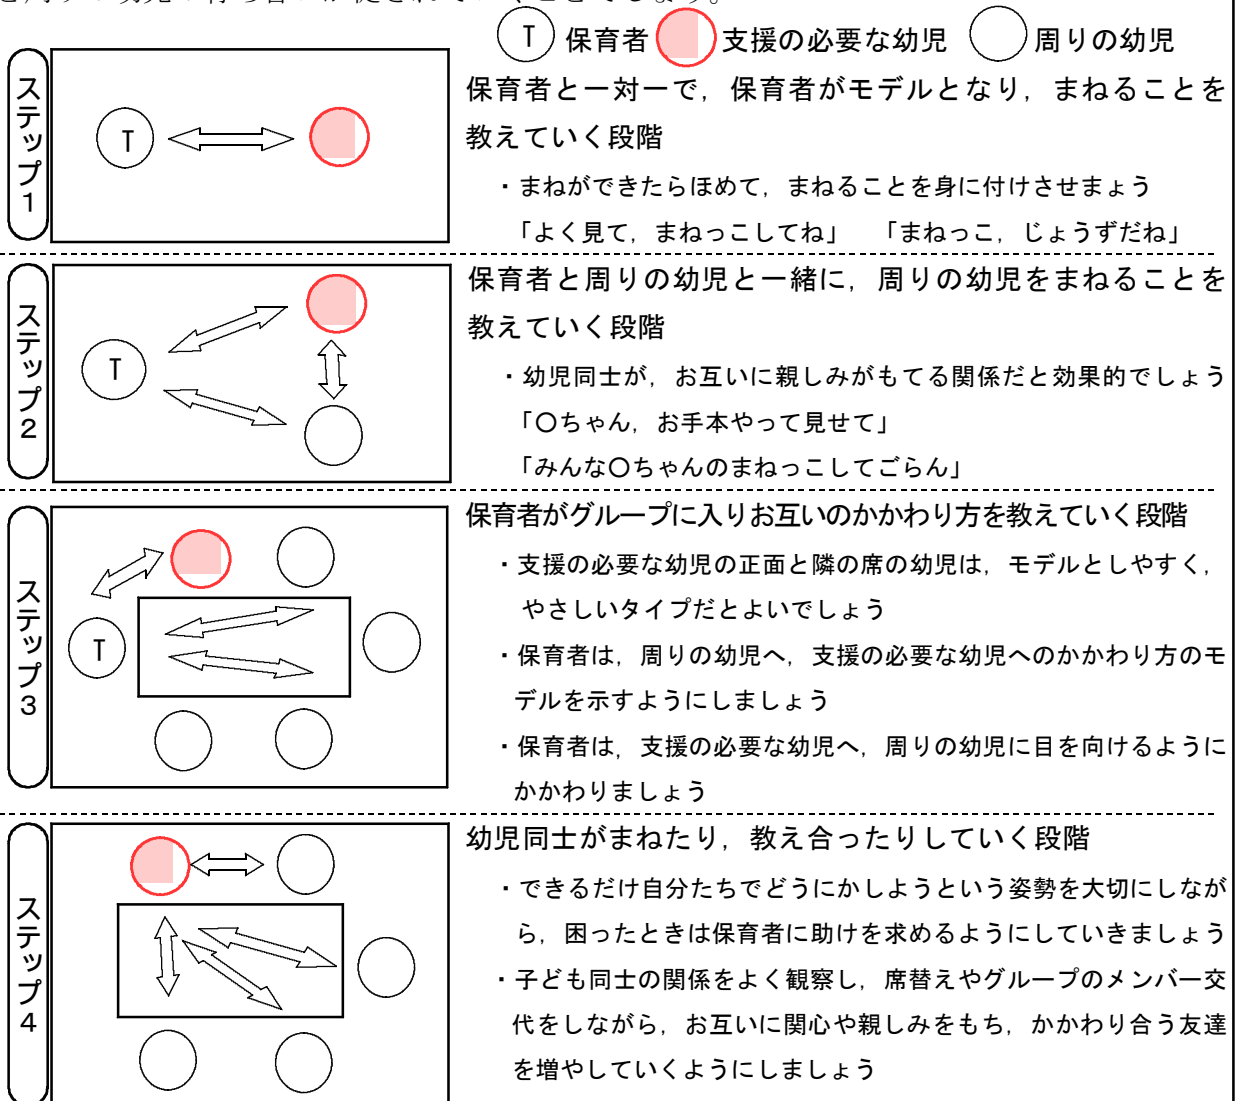 T 保育者 支援の必要な幼児 周りの幼児
ステップ1
T
保育者と一対一で，保育者がモデルとなり，まねることを
教えていく段階
・まねができたらほめて，まねることを身に付けさせましょう
「よく見て，まねっこしてね」 「まねっこ，じょうずだね」
ステップ2
T
保育者と周りの幼児と一緒に，周りの幼児をまねることを
教えていく段階
・幼児同士が，お互いに親しみがもてる関係だと効果的でしょう
「〇ちゃん，お手本やって見せて」
「みんな〇ちゃんのまねっこしてごらん」
ステップ3
T
保育者がグループに入りお互いのかかわり方を教えていく段階
・支援の必要な幼児の正面と隣の席の幼児は，モデルとしやすく，
やさしいタイプだとよいでしょう
・保育者は，周りの幼児へ，支援の必要な幼児へのかかわり方のモ
デルを示すようにしましょう
・保育者は，支援の必要な幼児へ，周りの幼児に目を向けるように
かかわりましょう
ステップ4
幼児同士がまねたり，教え合ったりしていく段階
・できるだけ自分たちでどうにかしようという姿勢を大切にしなが
ら，困ったときは保育者に助けを求めるようにしていきましょう
・子ども同士の関係をよく観察し，席替えやグループのメンバー交
代をしながら，お互いに関心や親しみをもち，かかわり合う友達
を増やしていくようにしましょう